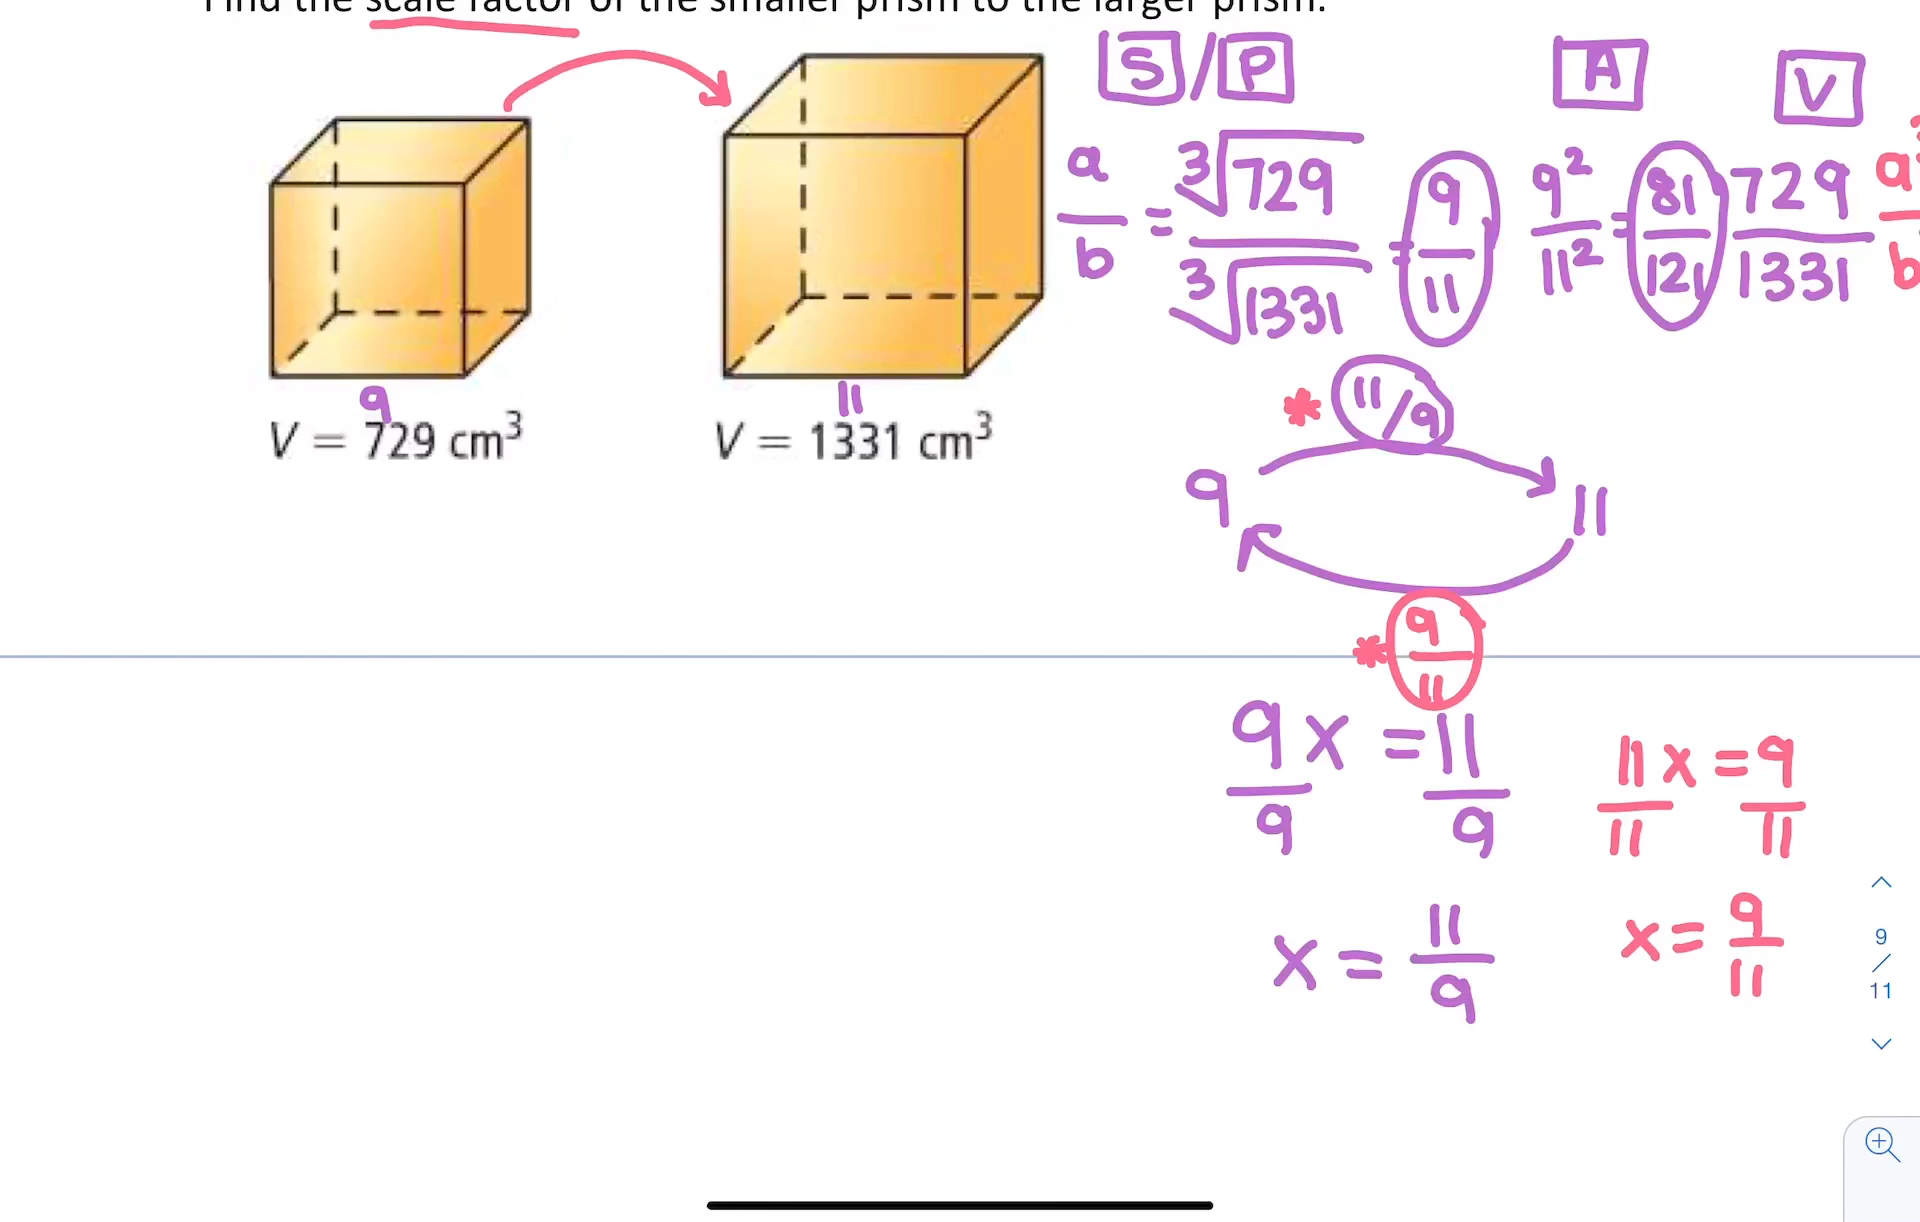 Find the scale factor of the smaller prism to the larger prism.
S / P A V
a/b = ³√729 / ³√1331 = 9/11 9²/11² = 81/121 729/1331 a/b
9 11
V = 729 cm³ V = 1331 cm³
* 11/9
9 11
* 9/11
9x = 11 11x = 9
9 9 11 11
x = 11/9 x = 9/11
9
/
11